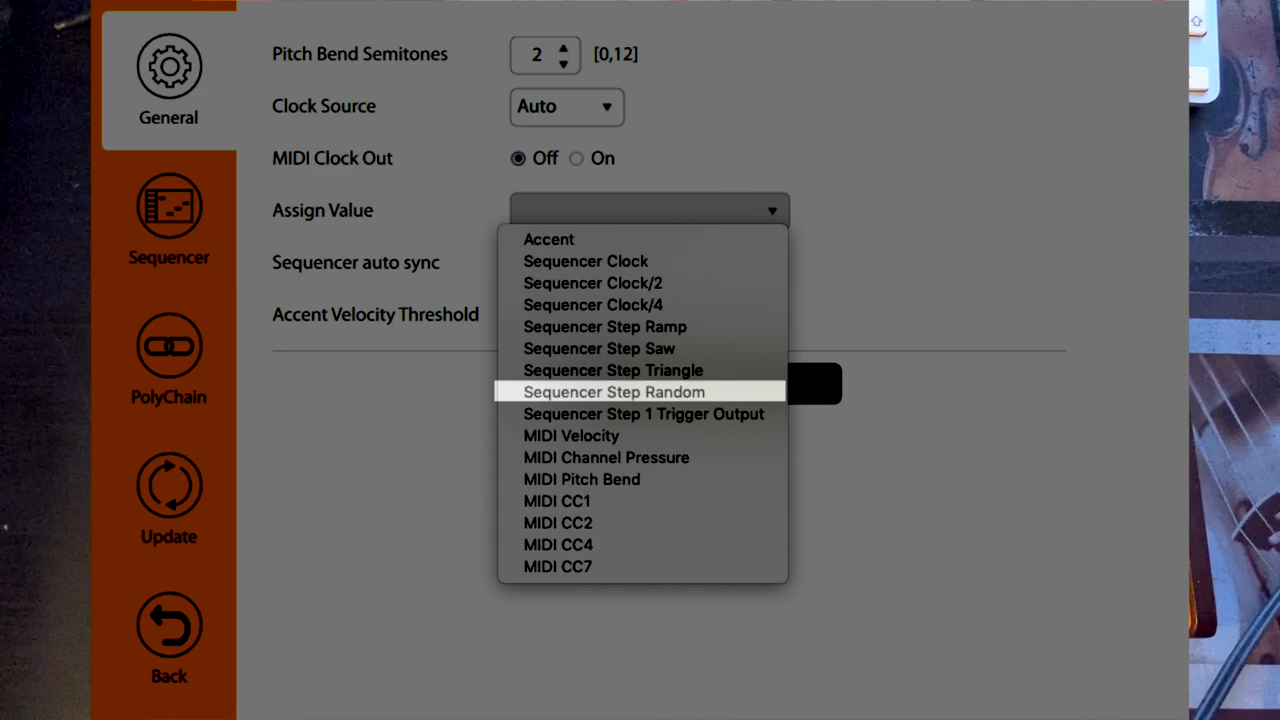 General
Sequencer
PolyChain
Update
Back
Pitch Bend Semitones 2 [0,12]
Clock Source Auto
MIDI Clock Out Off On
Assign Value
Sequencer auto sync
Accent Velocity Threshold
Accent
Sequencer Clock
Sequencer Clock/2
Sequencer Clock/4
Sequencer Step Ramp
Sequencer Step Saw
Sequencer Step Triangle
Sequencer Step Random
Sequencer Step 1 Trigger Output
MIDI Velocity
MIDI Channel Pressure
MIDI Pitch Bend
MIDI CC1
MIDI CC2
MIDI CC4
MIDI CC7